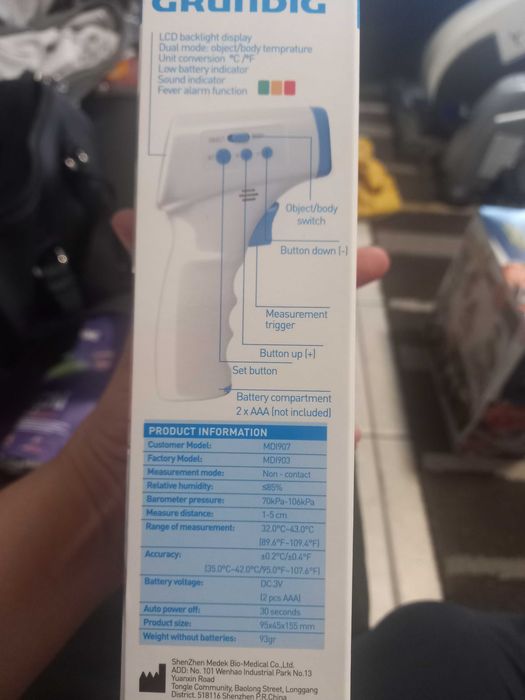 GRUNDIG
LCD backlight display
Dual mode: object/body temprature
Unit conversion °C /°F
Low battery indicator
Sound indicator
Fever alarm function
Object/body
switch
Button down [-]
Measurement
trigger
Button up [+]
Set button
Battery compartment
2 x AAA [not included]
PRODUCT INFORMATION
Customer Model: MDI907
Factory Model: MDI903
Measurement mode: Non - contact
Relative humidity: ≤85%
Barometer pressure: 70kPa-106kPa
Measure distance: 1-5 cm
Range of measurement: 32.0°C-43.0°C
[89.6°F-109.4°F]
Accuracy: ±0.2°C/±0.4°F
[35.0°C-42.0°C/95.0°F-107.6°F]
Battery voltage: DC:3V
[2 pcs AAA]
Auto power off: 30 seconds
Product size: 95x45x155 mm
Weight without batteries: 93gr
ShenZhen Medek Bio-Medical Co.,Ltd.
ADD: No. 101 Wenhao Industrial Park No.13
Yuanxin Road
Tongle Community, Baolong Street, Longgang
District. 518116 Shenzhen P.R.China